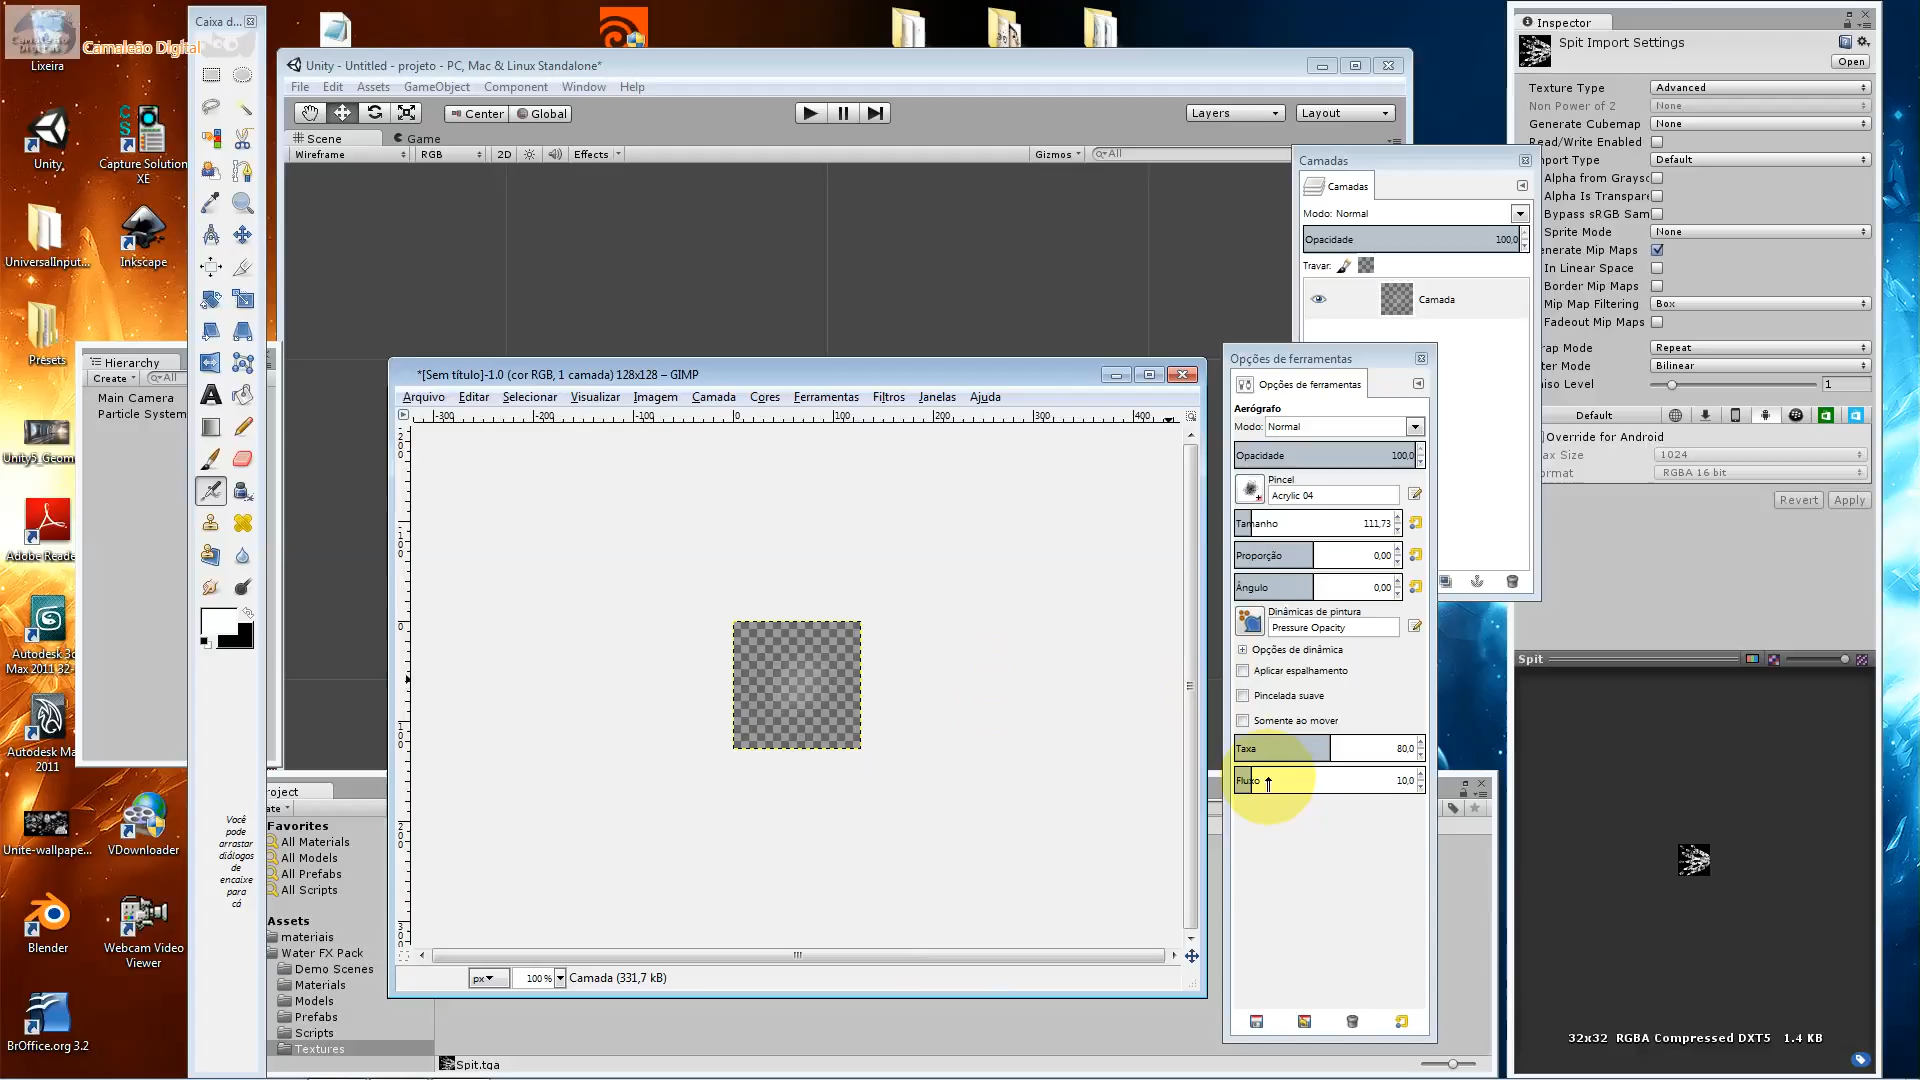 Camaleão Digital
Lixeira
Unity,
Capture Solution XE
UniversalInput...
Inkscape
Presets
Unity5_Geom
Adobe Reade
Autodesk 3d
Max 2011 32-
Autodesk Ma
2011
Unite-wallpape...
VDownloader
Blender
Webcam Video
Viewer
BrOffice.org 3.2
Caixa d...
Você
pode
arrastar
diálogos
de
encaixe
para
cá
Hierarchy
Create
All
Main Camera
Particle System
Unity - Untitled - projeto - PC, Mac & Linux Standalone*
File Edit Assets GameObject Component Window Help
Center Global
Layers
Layout
Scene
Game
Wireframe
RGB
2D
Effects
Gizmos
All
*[Sem título]-1.0 (cor RGB, 1 camada) 128x128 – GIMP
Arquivo Editar Selecionar Visualizar Imagem Camada Cores Ferramentas Filtros Janelas Ajuda
-300 -200 -100 0 100 200 300 400
px
100 %
Camada (331,7 kB)
Camadas
Camadas
Modo: Normal
Opacidade 100,0
Travar:
Camada
Opções de ferramentas
Opções de ferramentas
Aerógrafo
Modo: Normal
Opacidade 100,0
Pincel
Acrylic 04
Tamanho 111,73
Proporção 0,00
Ângulo 0,00
Dinâmicas de pintura
Pressure Opacity
Opções de dinâmica
Aplicar espalhamento
Pincelada suave
Somente ao mover
Taxa 80,0
Fluxo 10,0
roject
ate
Favorites
All Materials
All Models
All Prefabs
All Scripts
Assets
materiais
Water FX Pack
Demo Scenes
Materials
Models
Prefabs
Scripts
Textures
Spit.tga
Inspector
Spit Import Settings
Open
Texture Type Advanced
Non Power of 2 None
Generate Cubemap None
Read/Write Enabled
mport Type Default
Alpha from Graysc
Alpha Is Transpare
Bypass sRGB Sam
Sprite Mode None
enerate Mip Maps
In Linear Space
Border Mip Maps
Mip Map Filtering Box
Fadeout Mip Maps
rap Mode Repeat
ter Mode Bilinear
niso Level 1
Default
Override for Android
ax Size 1024
ormat RGBA 16 bit
Revert
Apply
Spit
32x32 RGBA Compressed DXT5 1.4 KB